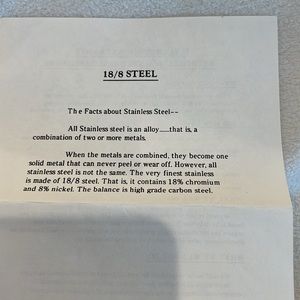 18/8 STEEL
The Facts about Stainless Steel--
All Stainless steel is an alloy__that is, a
combination of two or more metals.
When the metals are combined, they become one
solid metal that can never peel or wear off. However, all
stainless steel is not the same. The very finest stainless
is made of 18/8 steel. That is, it contains 18% chromium
and 8% nickel. The balance is high grade carbon steel.